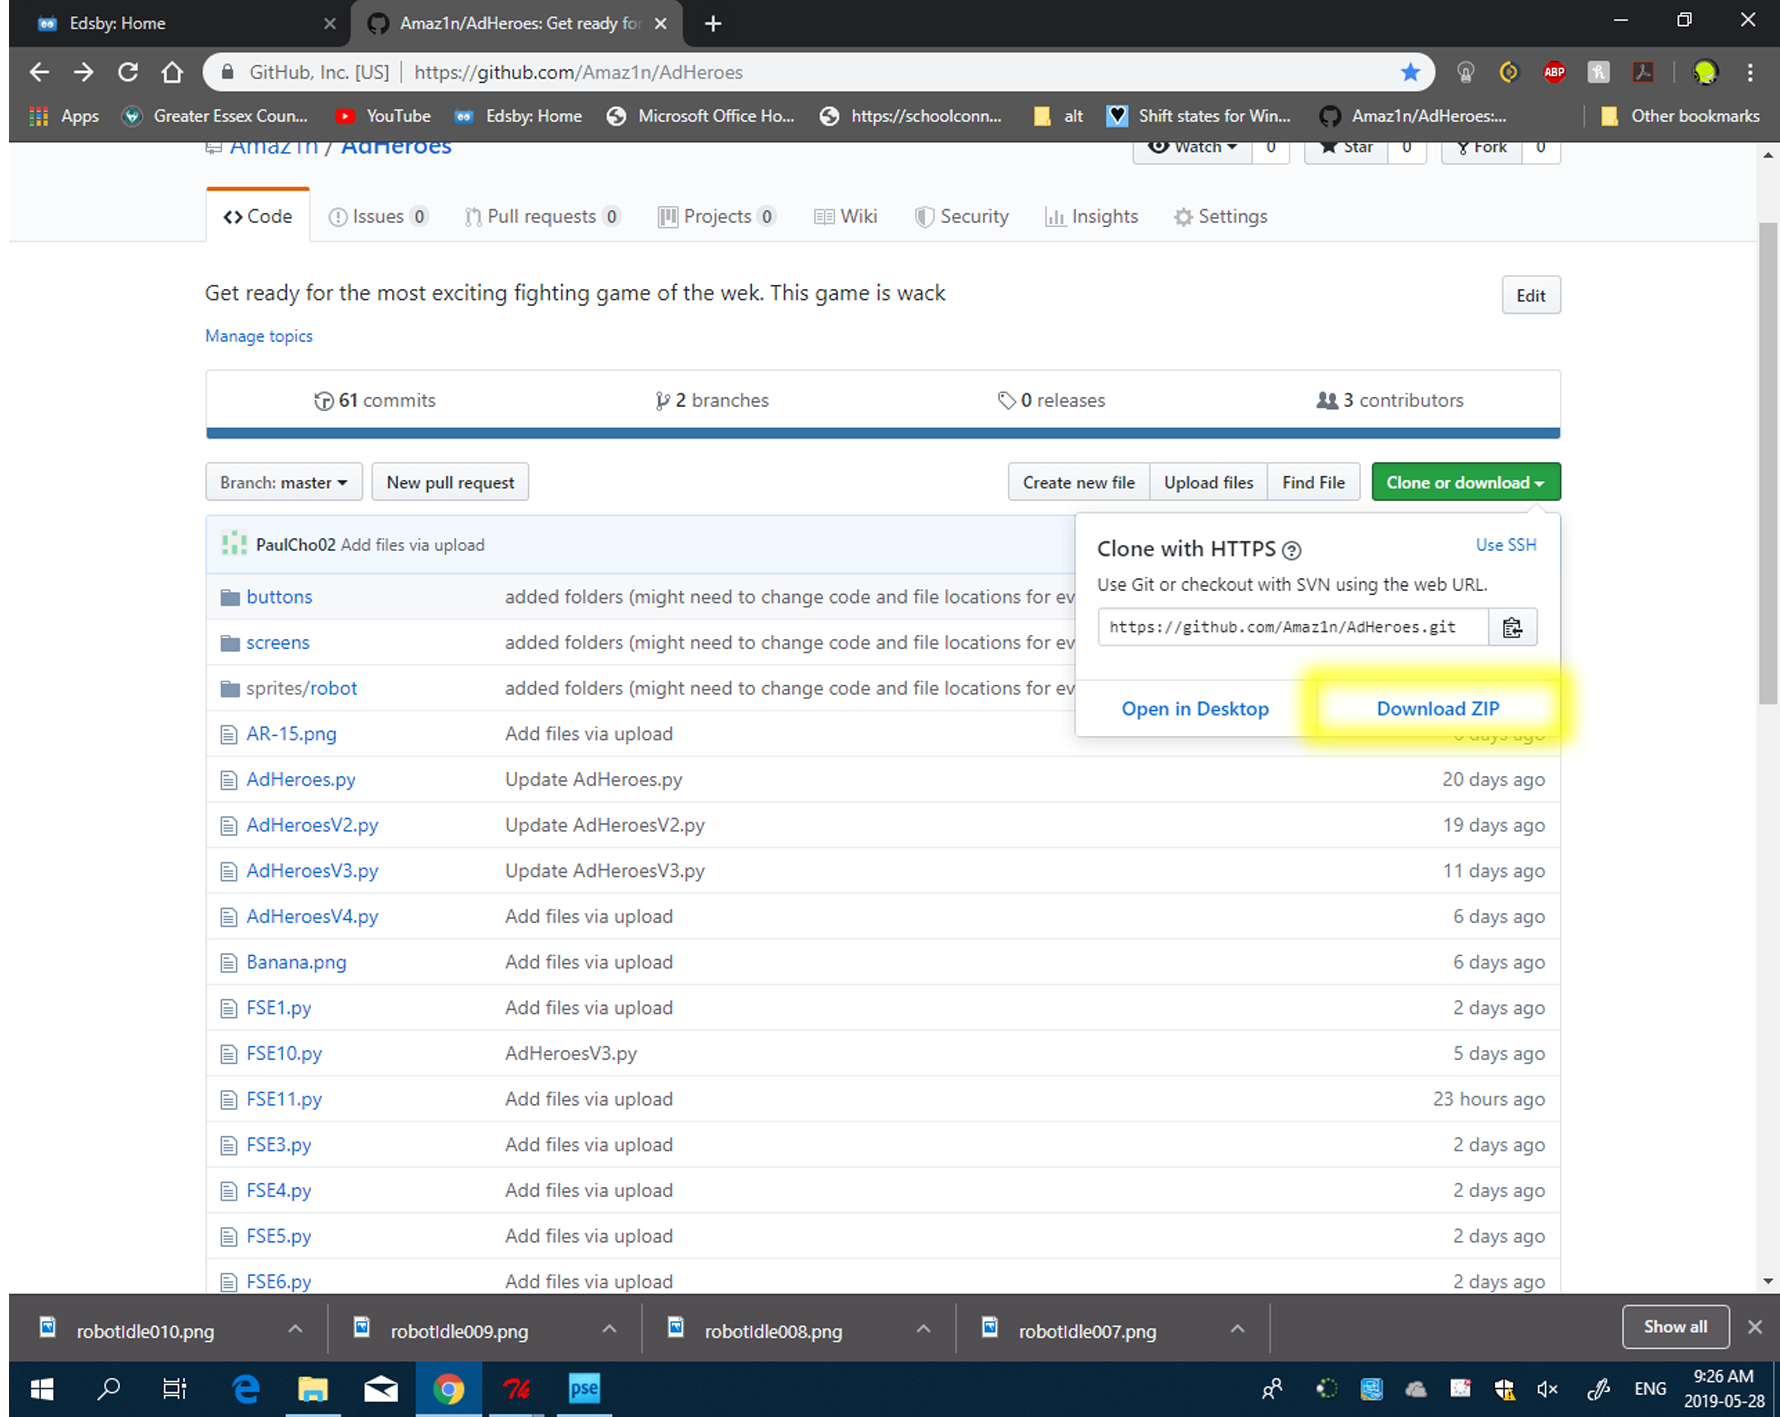 Edsby: Home
Amaz1n/AdHeroes: Get ready for
GitHub, Inc. [US] | https://github.com/Amaz1n/AdHeroes
ABP
Apps Greater Essex Coun... YouTube Edsby: Home Microsoft Office Ho... https://schoolconn... alt Shift states for Win... Amaz1n/AdHeroes:... Other bookmarks
Amaz1n / AdHeroes Watch 0 Star 0 Fork 0
Code Issues 0 Pull requests 0 Projects 0 Wiki Security Insights Settings
Get ready for the most exciting fighting game of the wek. This game is wack Edit
Manage topics
61 commits 2 branches 0 releases 3 contributors
Branch: master New pull request Create new file Upload files Find File Clone or download
PaulCho02 Add files via upload
Clone with HTTPS Use SSH
Use Git or checkout with SVN using the web URL.
https://github.com/Amaz1n/AdHeroes.git
Open in Desktop Download ZIP
buttons added folders (might need to change code and file locations for ev
screens added folders (might need to change code and file locations for ev
sprites/robot added folders (might need to change code and file locations for ev
AR-15.png Add files via upload 6 days ago
AdHeroes.py Update AdHeroes.py 20 days ago
AdHeroesV2.py Update AdHeroesV2.py 19 days ago
AdHeroesV3.py Update AdHeroesV3.py 11 days ago
AdHeroesV4.py Add files via upload 6 days ago
Banana.png Add files via upload 6 days ago
FSE1.py Add files via upload 2 days ago
FSE10.py AdHeroesV3.py 5 days ago
FSE11.py Add files via upload 23 hours ago
FSE3.py Add files via upload 2 days ago
FSE4.py Add files via upload 2 days ago
FSE5.py Add files via upload 2 days ago
FSE6.py Add files via upload 2 days ago
robotIdle010.png robotIdle009.png robotIdle008.png robotIdle007.png Show all
pse ENG 9:26 AM
2019-05-28